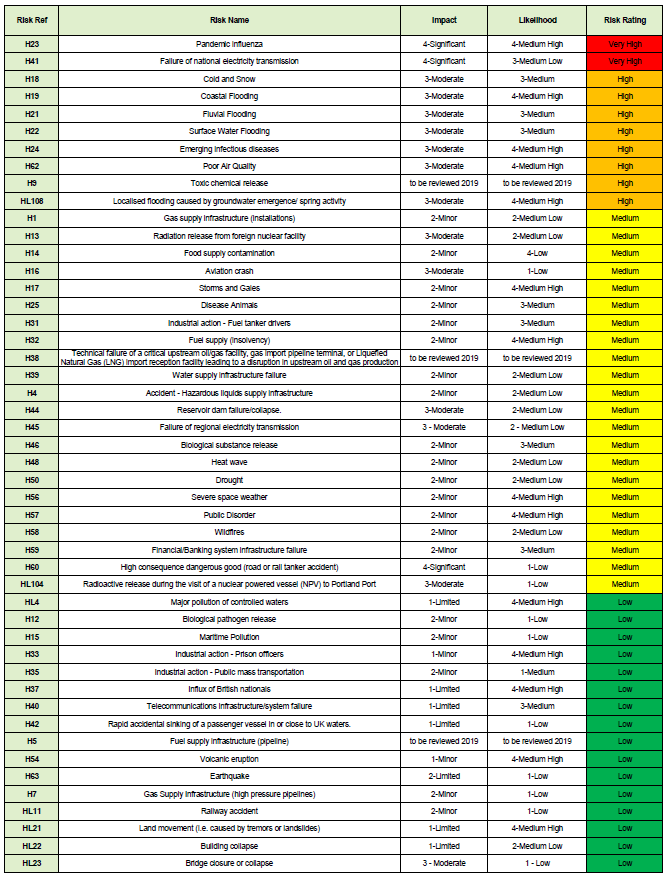 Risk Ref Risk Name Impact Likelihood Risk Rating
H23 Pandemic Influenza 4-Significant 4-Medium High Very High
H41 Failure of national electricity transmission 4-Significant 3-Medium Low Very High
H18 Cold and Snow 3-Moderate 3-Medium High
H19 Coastal Flooding 3-Moderate 4-Medium High High
H21 Fluvial Flooding 3-Moderate 3-Medium High
H22 Surface Water Flooding 3-Moderate 3-Medium High
H24 Emerging infectious diseases 3-Moderate 4-Medium High High
H62 Poor Air Quality 3-Moderate 4-Medium High High
H9 Toxic chemical release to be reviewed 2019 to be reviewed 2019 High
HL108 Localised flooding caused by groundwater emergence/ spring activity 3-Moderate 4-Medium High High
H1 Gas supply infrastructure (installations) 2-Minor 2-Medium Low Medium
H13 Radiation release from foreign nuclear facility 3-Moderate 2-Medium Low Medium
H14 Food supply contamination 2-Minor 4-Low Medium
H16 Aviation crash 3-Moderate 1-Low Medium
H17 Storms and Gales 2-Minor 4-Medium High Medium
H25 Disease Animals 2-Minor 3-Medium Medium
H31 Industrial action - Fuel tanker drivers 2-Minor 3-Medium Medium
H32 Fuel supply (insolvency) 2-Minor 4-Medium High Medium
H38 Technical failure of a critical upstream oil/gas facility, gas import pipeline terminal, or Liquefied
Natural Gas (LNG) import reception facility leading to a disruption in upstream oil and gas production to be reviewed 2019 to be reviewed 2019 Medium
H39 Water supply infrastructure failure 2-Minor 2-Medium Low Medium
H4 Accident - Hazardous liquids supply infrastructure 2-Minor 2-Medium Low Medium
H44 Reservoir dam failure/collapse. 3-Moderate 2-Medium Low Medium
H45 Failure of regional electricity transmission 3 - Moderate 2 - Medium Low Medium
H46 Biological substance release 2-Minor 3-Medium Medium
H48 Heat wave 2-Minor 2-Medium Low Medium
H50 Drought 2-Minor 2-Medium Low Medium
H56 Severe space weather 2-Minor 4-Medium High Medium
H57 Public Disorder 2-Minor 4-Medium High Medium
H58 Wildfires 2-Minor 2-Medium Low Medium
H59 Financial/Banking system infrastructure failure 2-Minor 3-Medium Medium
H60 High consequence dangerous good (road or rail tanker accident) 4-Significant 1-Low Medium
HL104 Radioactive release during the visit of a nuclear powered vessel (NPV) to Portland Port 3-Moderate 1-Low Medium
HL4 Major pollution of controlled waters 1-Limited 4-Medium High Low
H12 Biological pathogen release 2-Minor 1-Low Low
H15 Maritime Pollution 2-Minor 1-Low Low
H33 Industrial action - Prison officers 1-Minor 4-Medium High Low
H35 Industrial action - Public mass transportation 2-Minor 1-Medium Low
H37 Influx of British nationals 1-Limited 4-Medium High Low
H40 Telecommunications infrastructure/system failure 1-Limited 3-Medium Low
H42 Rapid accidental sinking of a passenger vessel in or close to UK waters. 1-Limited 1-Low Low
H5 Fuel supply infrastructure (pipeline) to be reviewed 2019 to be reviewed 2019 Low
H54 Volcanic eruption 1-Minor 4-Medium High Low
H63 Earthquake 2-Limited 1-Low Low
H7 Gas Supply Infrastructure (high pressure pipelines) 2-Minor 1-Low Low
HL11 Railway accident 2-Minor 1-Low Low
HL21 Land movement (i.e. caused by tremors or landslides) 1-Limited 4-Medium High Low
HL22 Building collapse 1-Limited 2-Medium Low Low
HL23 Bridge closure or collapse 3 - Moderate 1 - Low Low